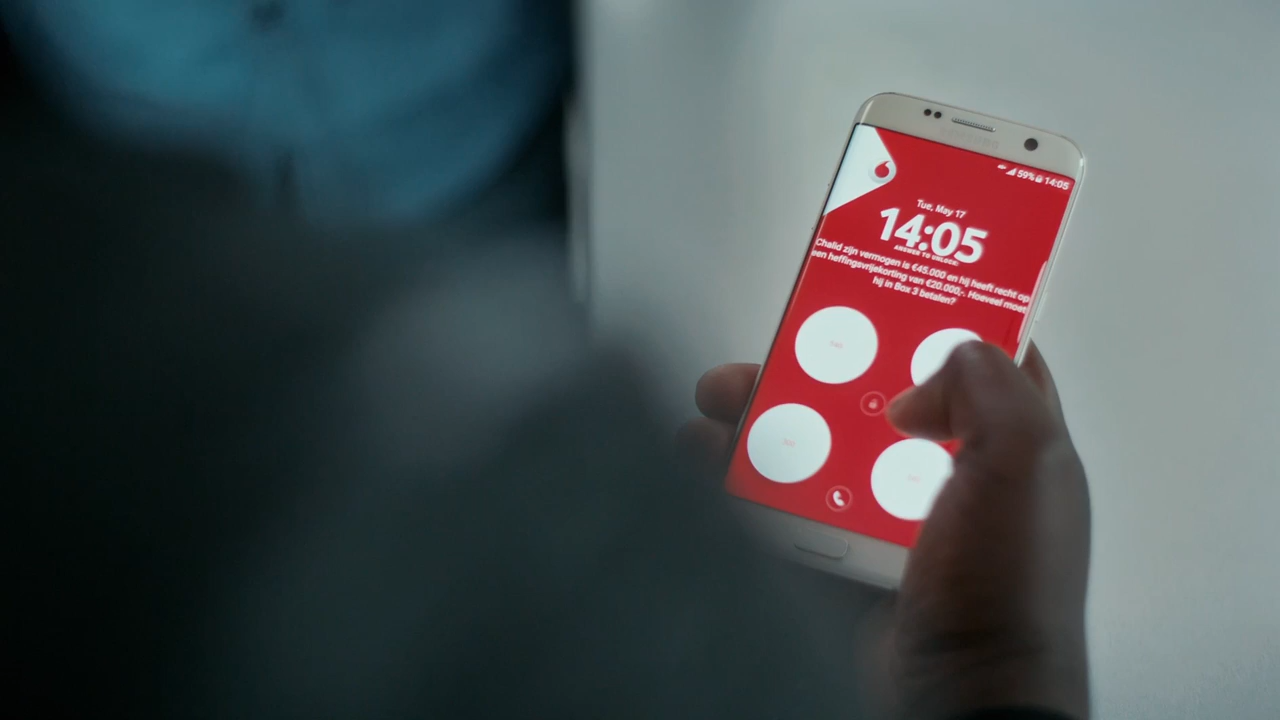 59% 14:05
Tue, May 17
14:05
ANSWER TO UNLOCK:
Chalid zijn vermogen is €45.000 en hij heeft recht op
een heffingsvrijekorting van €20.000,-. Hoeveel moet
hij in Box 3 betalen?